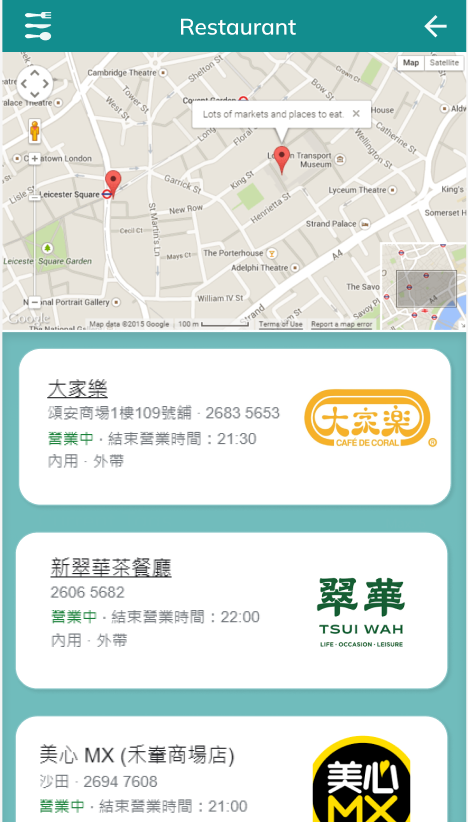 Restaurant
Map Satellite
Cambridge Theatre
Shelton St
Tower St
West St
Covent Garden
Lots of markets and places to eat.
London Transport Museum
Catherine St
Wellington St
Leicester Square
Garrick St
King St
New Row
Henrietta St
Lyceum Theatre
King's
Strand Palace
Somerset H
Cecil Ct
St Martin's Ln
Mays Ct
The Porterhouse
Adelphi Theatre
A4
Leicester Square Garden
The Savoy
Savoy Pl
National Portrait Gallery
William IV St
Google
Map data ©2015 Google
100 m
Terms of Use
Report a map error
大家樂
頌安商場1樓109號舖 · 2683 5653
營業中 · 結束營業時間：21:30
內用 · 外帶
大家樂
CAFÉ DE CORAL
新翠華茶餐廳
2606 5682
營業中 · 結束營業時間：22:00
內用 · 外帶
翠華
TSUI WAH
LIFE · OCCASION · LEISURE
美心 MX (禾輋商場店)
沙田 · 2694 7608
營業中 · 結束營業時間：21:00
美心
MX